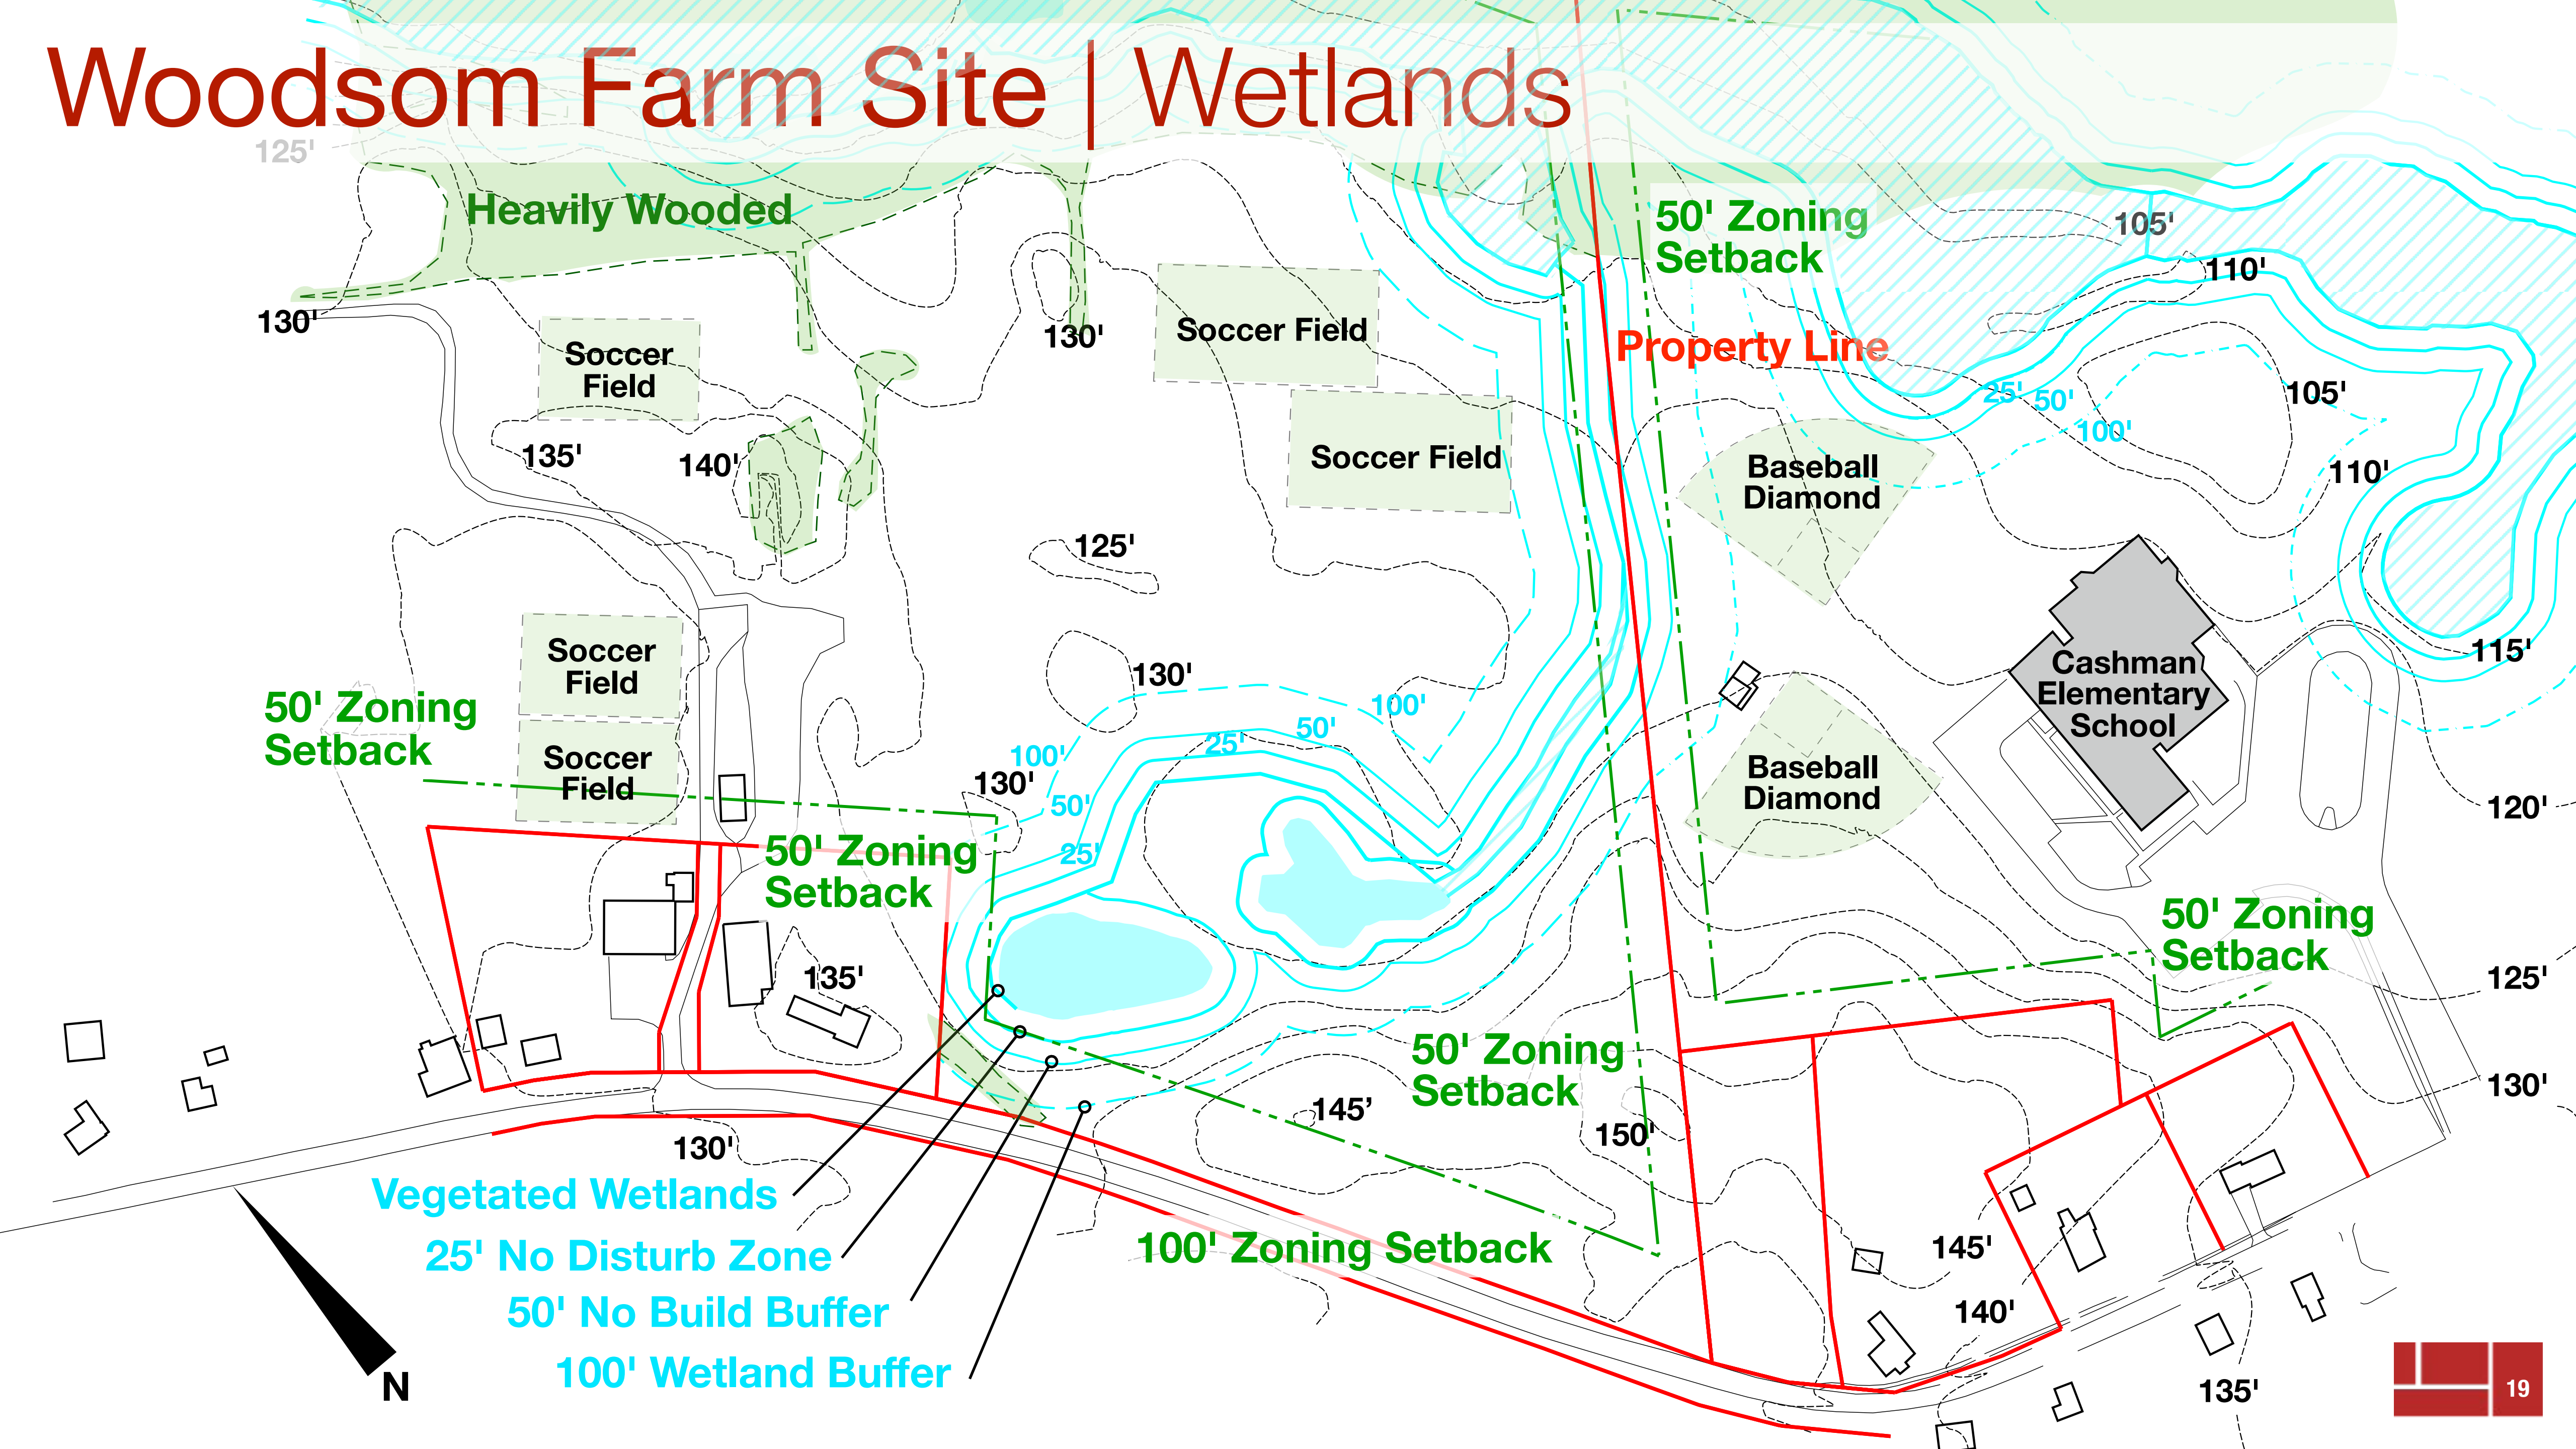 Woodsom Farm Site | Wetlands
125'
Heavily Wooded
50' Zoning
Setback
105'
110'
130'
130'
Soccer Field
Property Line
Soccer
Field
25'
50'
100'
105'
135'
140'
Soccer Field
Baseball
Diamond
110'
125'
Soccer
Field
130'
Cashman
Elementary
School
115'
50' Zoning
Setback
Soccer
Field
100'
50'
25'
100'
130'
50'
25'
Baseball
Diamond
120'
50' Zoning
Setback
50' Zoning
Setback
135'
125'
50' Zoning
Setback
145’
150'
130'
130'
Vegetated Wetlands
25' No Disturb Zone
50' No Build Buffer
100' Wetland Buffer
100' Zoning Setback
145'
140'
135'
N
19